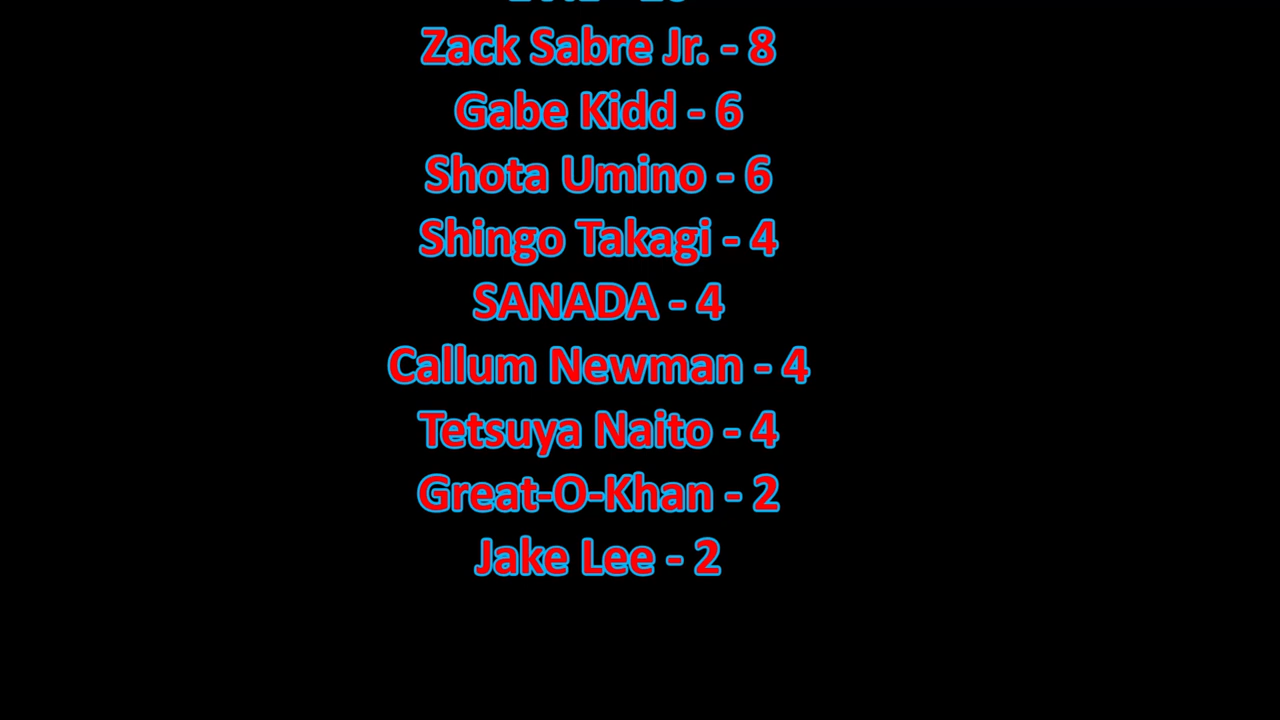 Zack Sabre Jr. - 8
Gabe Kidd - 6
Shota Umino - 6
Shingo Takagi - 4
SANADA - 4
Callum Newman - 4
Tetsuya Naito - 4
Great-O-Khan - 2
Jake Lee - 2